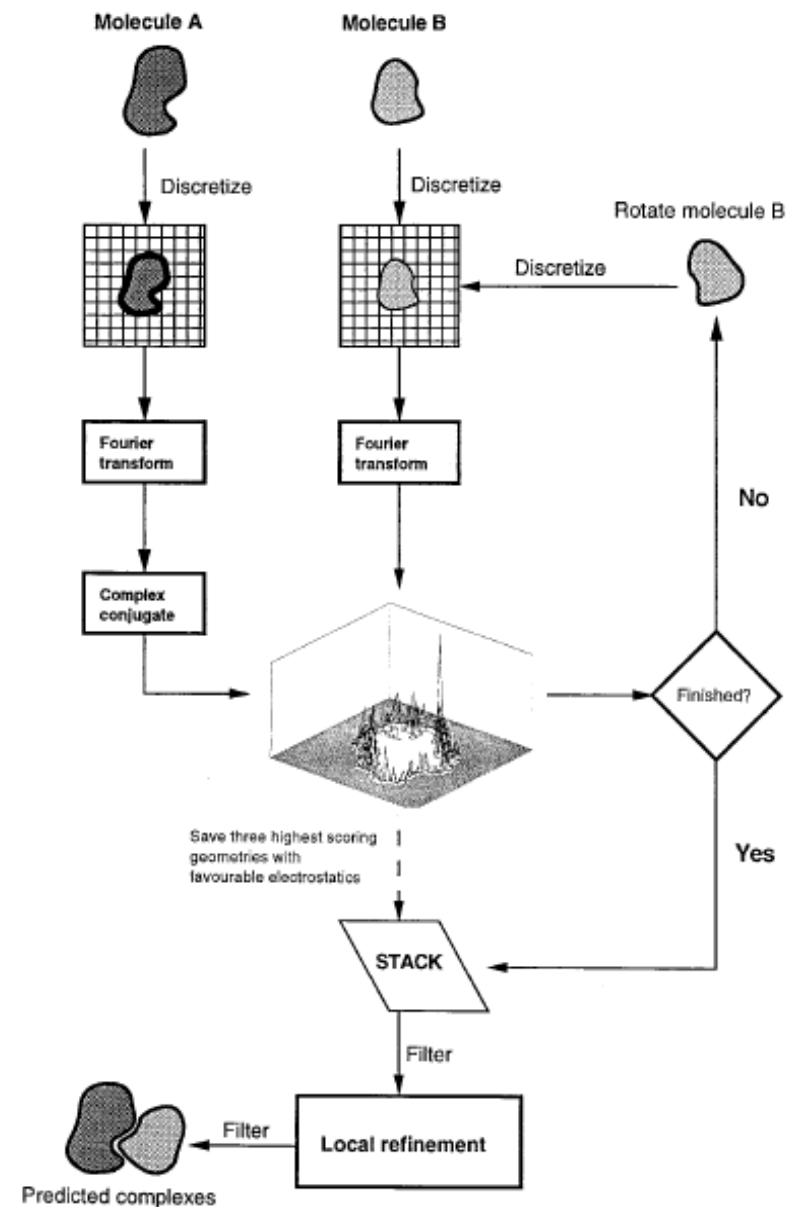 Molecule A
Molecule B
Discretize
Discretize
Rotate molecule B
Discretize
Fourier
transform
Fourier
transform
No
Complex
conjugate
Finished?
Save three highest scoring
geometries with
favourable electrostatics
Yes
STACK
Filter
Filter
Local refinement
Predicted complexes